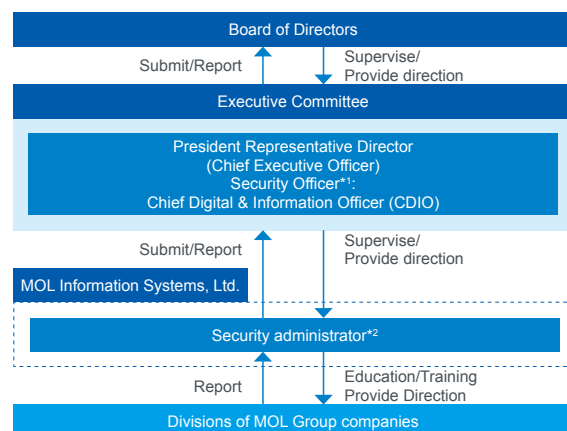 Board of Directors
Submit/Report
Supervise/
Provide direction
Executive Committee
President Representative Director
(Chief Executive Officer)
Security Officer*1:
Chief Digital & Information Officer (CDIO)
Submit/Report
Supervise/
Provide direction
MOL Information Systems, Ltd.
Security administrator*2
Report
Education/Training
Provide Direction
Divisions of MOL Group companies